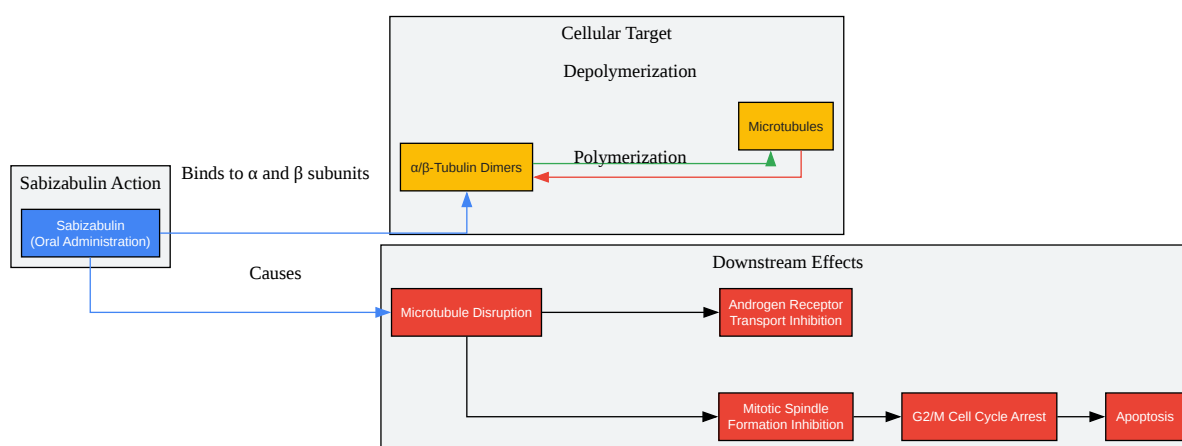 Cellular Target
Depolymerization
Microtubules
Polymerization
α/β-Tubulin Dimers
Binds to α and β subunits
Sabizabulin Action
Sabizabulin
(Oral Administration)
Causes
Downstream Effects
Microtubule Disruption
Androgen Receptor
Transport Inhibition
Mitotic Spindle
Formation Inhibition
G2/M Cell Cycle Arrest
Apoptosis